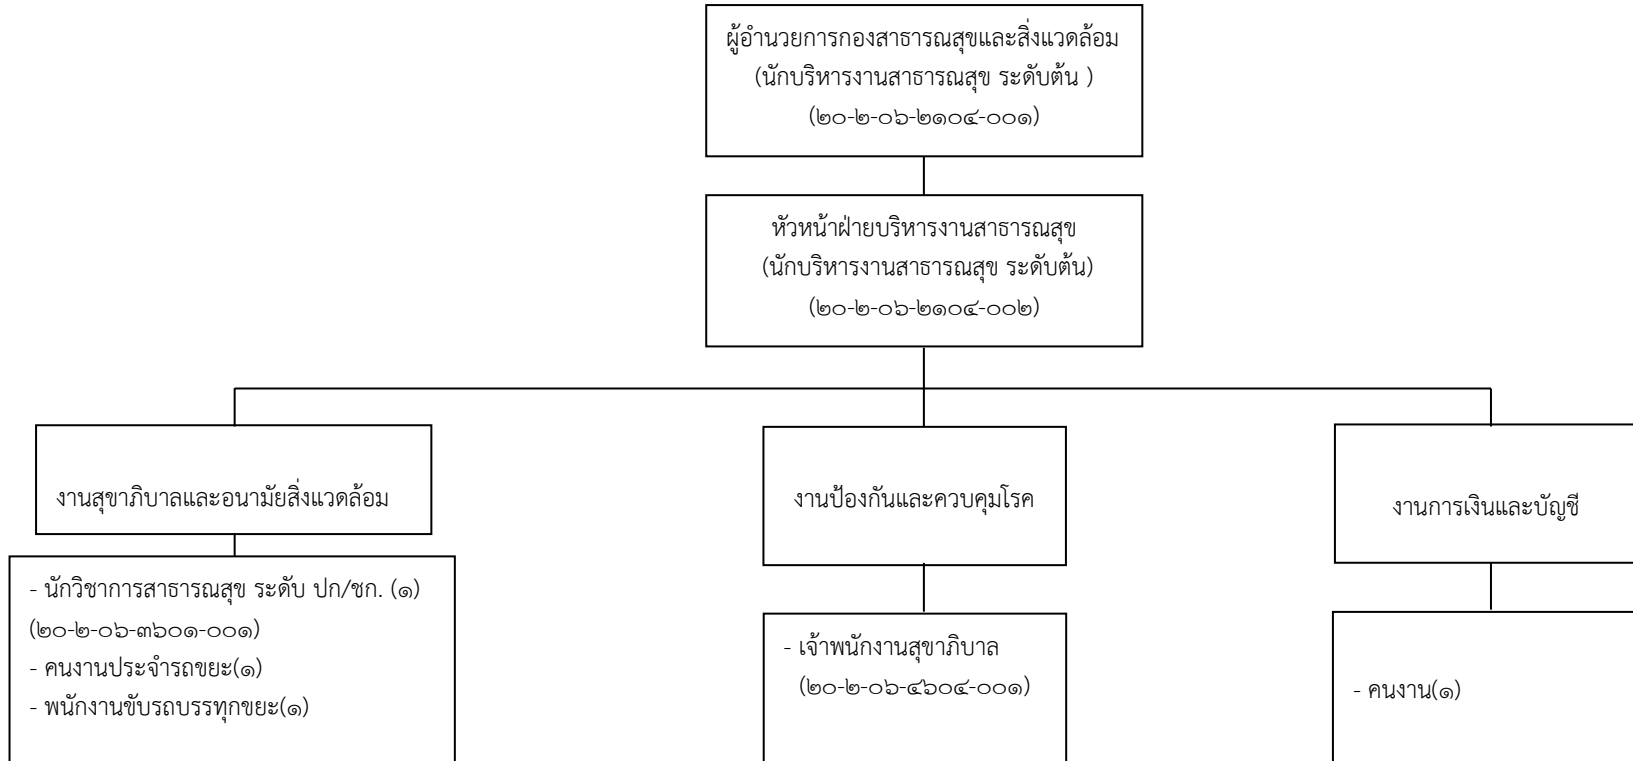 ผู้อำนวยการกองสาธารณสุขและสิ่งแวดล้อม
(นักบริหารงานสาธารณสุข ระดับต้น )
(๒๐-๒-๐๖-๒๑๐๔-๐๐๑)
หัวหน้าฝ่ายบริหารงานสาธารณสุข
(นักบริหารงานสาธารณสุข ระดับต้น)
(๒๐-๒-๐๖-๒๑๐๔-๐๐๒)
งานสุขาภิบาลและอนามัยสิ่งแวดล้อม
- นักวิชาการสาธารณสุข ระดับ ปก/ชก. (๑)
(๒๐-๒-๐๖-๓๖๐๑-๐๐๑)
- คนงานประจำรถขยะ(๑)
- พนักงานขับรถบรรทุกขยะ(๑)
งานป้องกันและควบคุมโรค
- เจ้าพนักงานสุขาภิบาล
(๒๐-๒-๐๖-๔๖๐๔-๐๐๑)
งานการเงินและบัญชี
- คนงาน(๑)